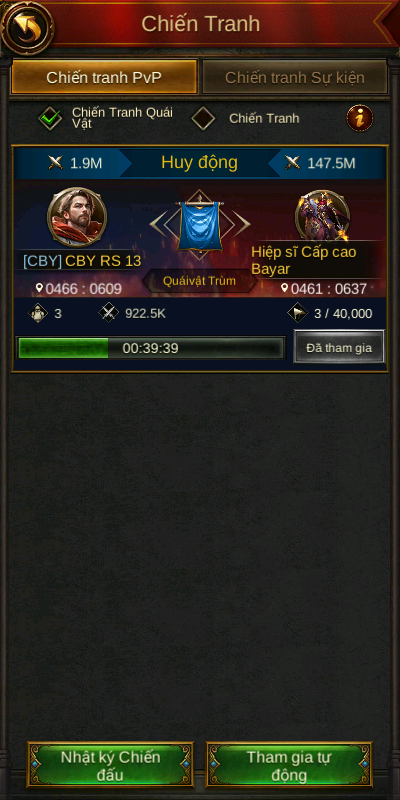 Chiến Tranh
Chiến tranh PvP
Chiến tranh Sự kiện
Chiến Tranh Quái
Vật
Chiến Tranh
1.9M
Huy động
147.5M
[CBY] CBY RS 13
Hiệp sĩ Cấp cao
Bayar
Quáivật Trùm
0466 : 0609
0461 : 0637
3
922.5K
3 / 40,000
00:39:39
Đã tham gia
Nhật ký Chiến
đấu
Tham gia tự
động